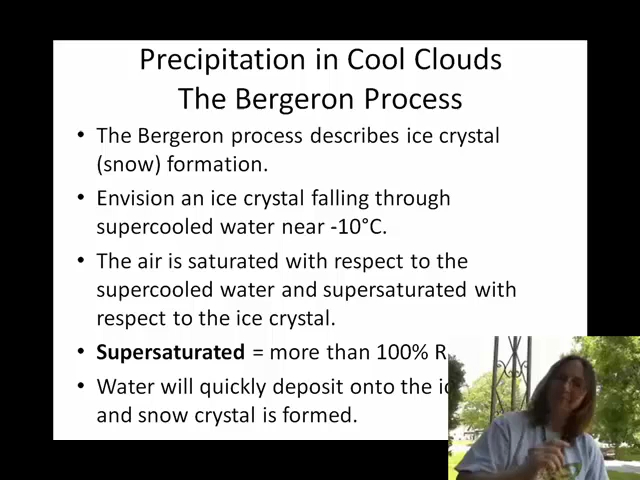 Precipitation in Cool Clouds
The Bergeron Process
• The Bergeron process describes ice crystal
(snow) formation.
• Envision an ice crystal falling through
supercooled water near -10°C.
• The air is saturated with respect to the
supercooled water and supersaturated with
respect to the ice crystal.
• Supersaturated = more than 100% R
• Water will quickly deposit onto the
and snow crystal is formed.